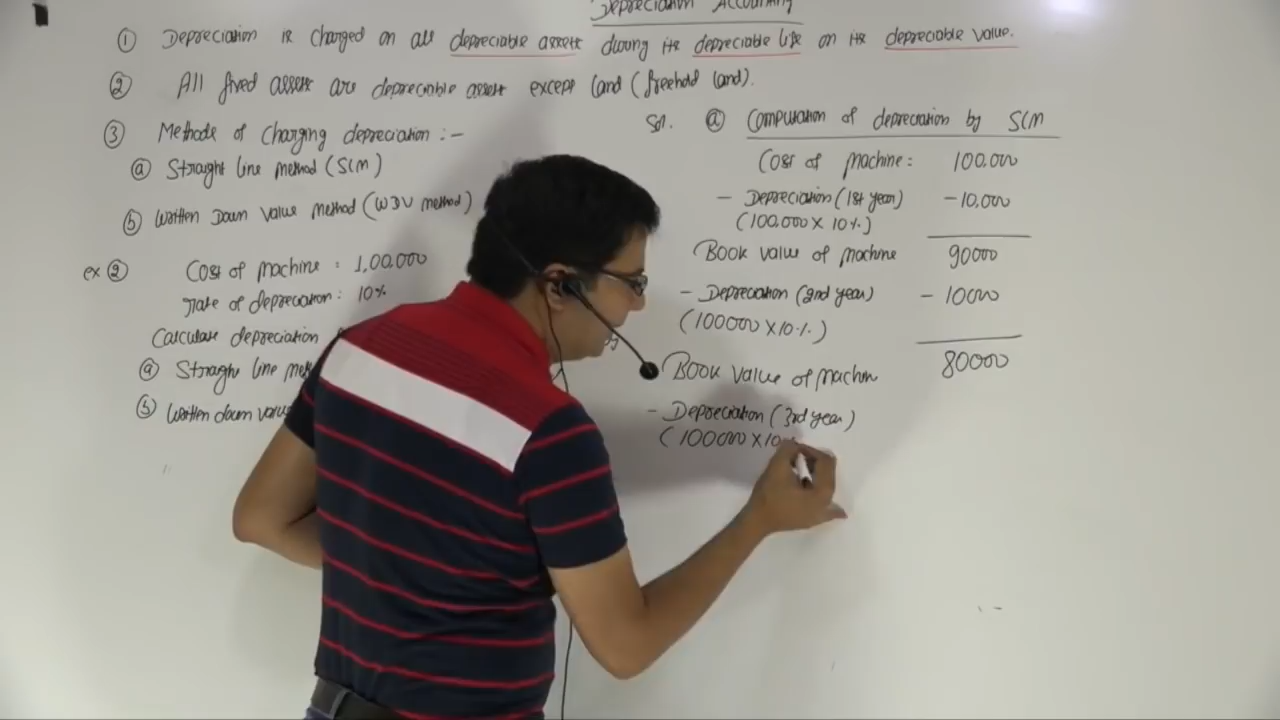 Depreciation Accounting
① Depreciation is charged on all depreciable assets during its depreciable life on its depreciable value.
② All fixed assets are depreciable assets except land (freehold land).
③ Methods of charging depreciation :-
ⓐ Straight line method (SLM)
ⓑ Written Down Value Method (WDV method)
ex ② Cost of machine : 1,00,000
Rate of depreciation : 10%
Calculate depreciation
ⓐ Straight line met
ⓑ Written down value
Sol. ⓐ Computation of depreciation by SLM
Cost of machine : 100,000
- Depreciation (1st year) -10,000
(100,000 X 10%)
Book value of machine 90000
- Depreciation (2nd year) - 10000
(100000 X 10%)
Book value of machine 80000
- Depreciation (3rd year)
(100000 X 10